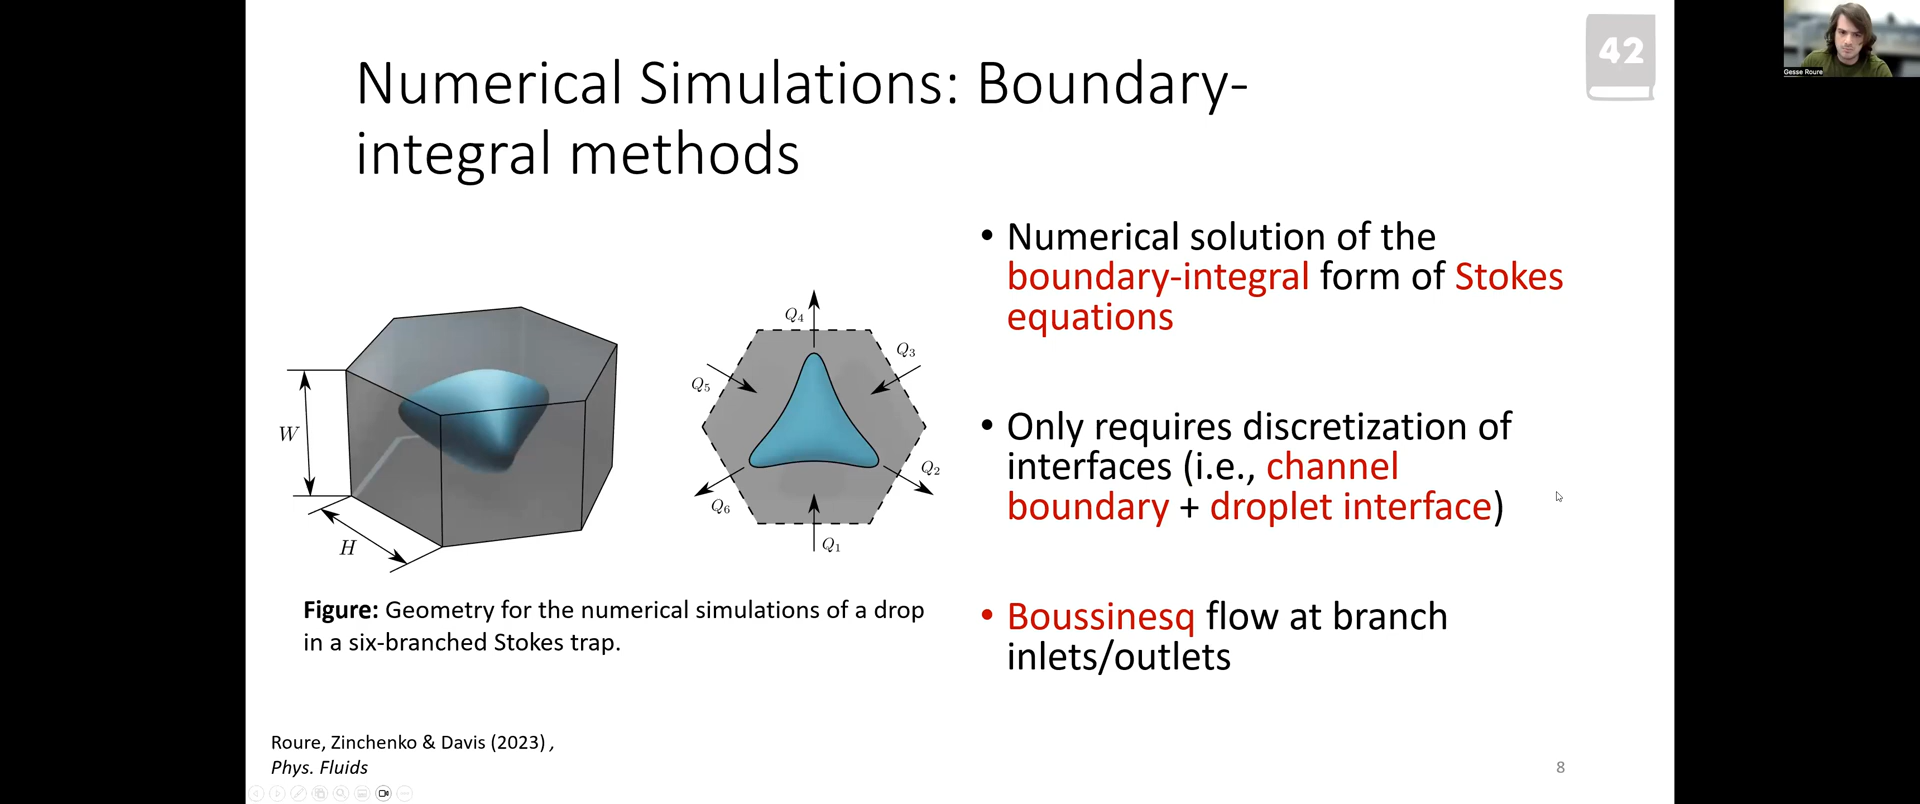 42
Gesse Roure
Numerical Simulations: Boundary-
integral methods
• Numerical solution of the
boundary-integral form of Stokes
equations
• Only requires discretization of
interfaces (i.e., channel
boundary + droplet interface)
• Boussinesq flow at branch
inlets/outlets
W
H
Q4
Q3
Q5
Q2
Q6
Q1
Figure: Geometry for the numerical simulations of a drop
in a six-branched Stokes trap.
Roure, Zinchenko & Davis (2023) ,
Phys. Fluids
8